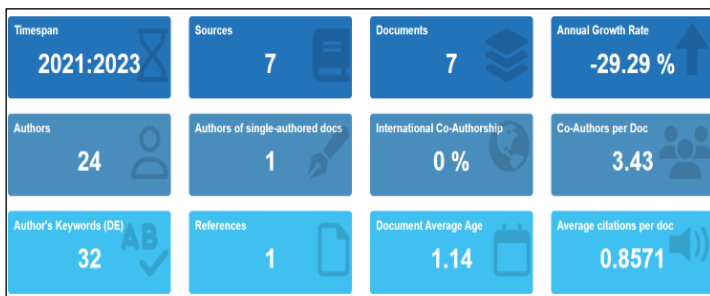 Timespan
2021:2023
Sources
7
Documents
7
Annual Growth Rate
-29.29 %
Authors
24
Authors of single-authored docs
1
International Co-Authorship
0 %
Co-Authors per Doc
3.43
Author's Keywords (DE)
AB
32
References
1
Document Average Age
1.14
Average citations per doc
0.8571